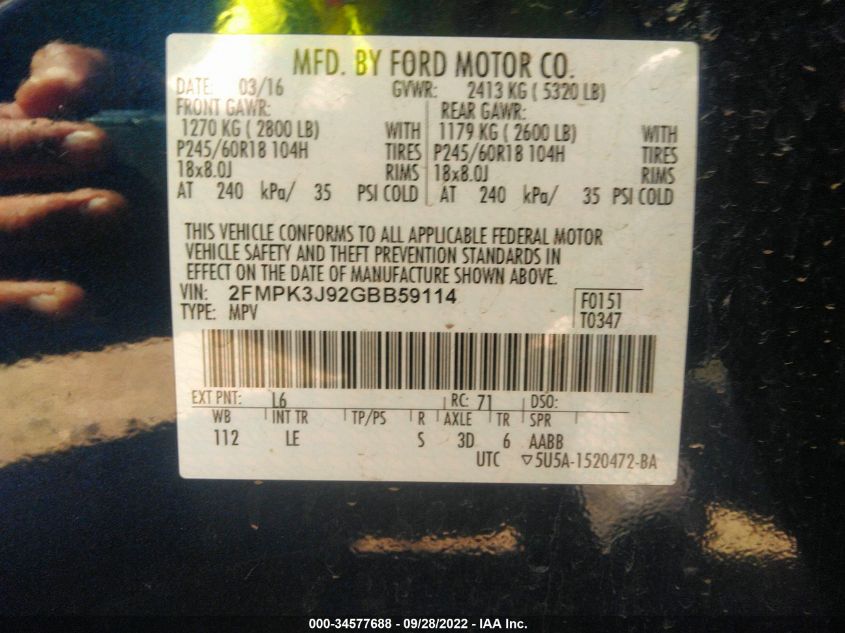 MFD. BY FORD MOTOR CO.
DATE: 03/16 GVWR: 2413 KG ( 5320 LB)
FRONT GAWR: REAR GAWR:
1270 KG ( 2800 LB) WITH 1179 KG ( 2600 LB) WITH
P245/60R18 104H TIRES P245/60R18 104H TIRES
18x8.0J RIMS 18x8.0J RIMS
AT 240 kPa/ 35 PSI COLD AT 240 kPa/ 35 PSI COLD
THIS VEHICLE CONFORMS TO ALL APPLICABLE FEDERAL MOTOR
VEHICLE SAFETY AND THEFT PREVENTION STANDARDS IN
EFFECT ON THE DATE OF MANUFACTURE SHOWN ABOVE.
VIN: 2FMPK3J92GBB59114 F0151
TYPE: MPV T0347
EXT PNT: L6 RC: 71 DSO:
WB INT TR TP/PS R AXLE TR SPR
112 LE S 3D 6 AABB
UTC ▽5U5A-1520472-BA
000-34577688 - 09/28/2022 - IAA Inc.